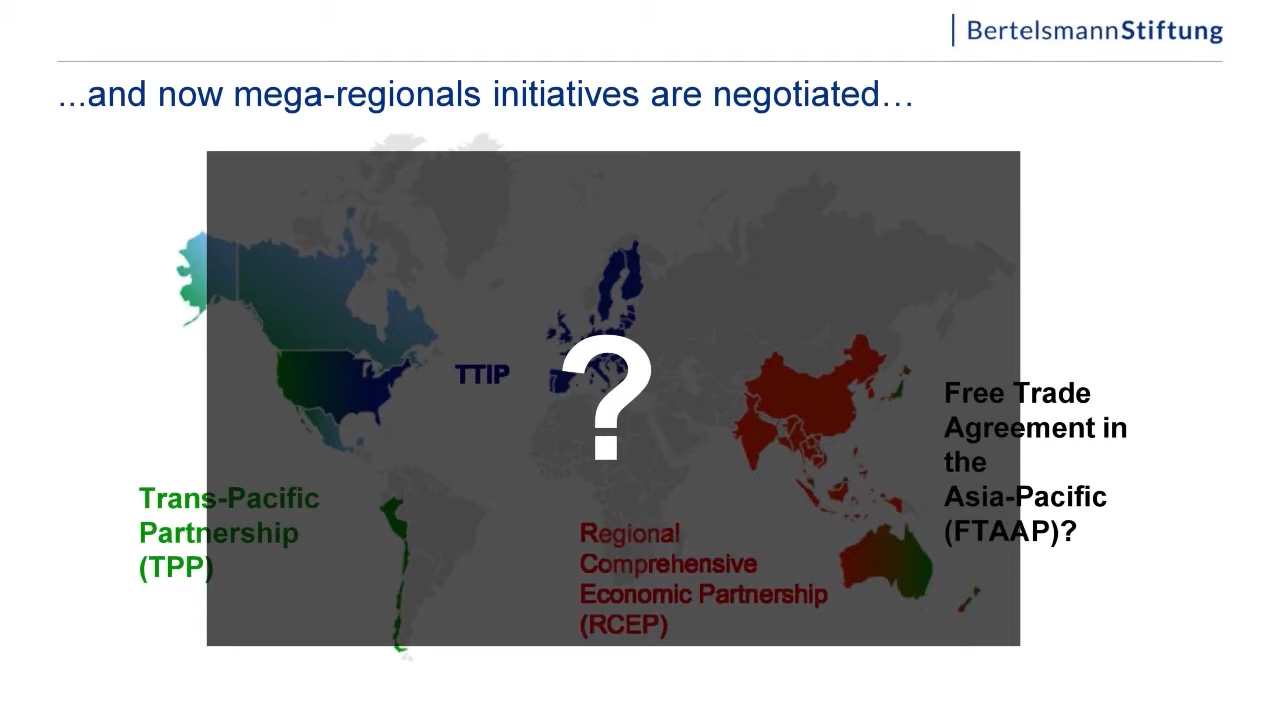 BertelsmannStiftung
...and now mega-regionals initiatives are negotiated…
TTIP
?
Free Trade
Agreement in
the
Asia-Pacific
(FTAAP)?
Trans-Pacific
Partnership
(TPP)
Regional
Comprehensive
Economic Partnership
(RCEP)